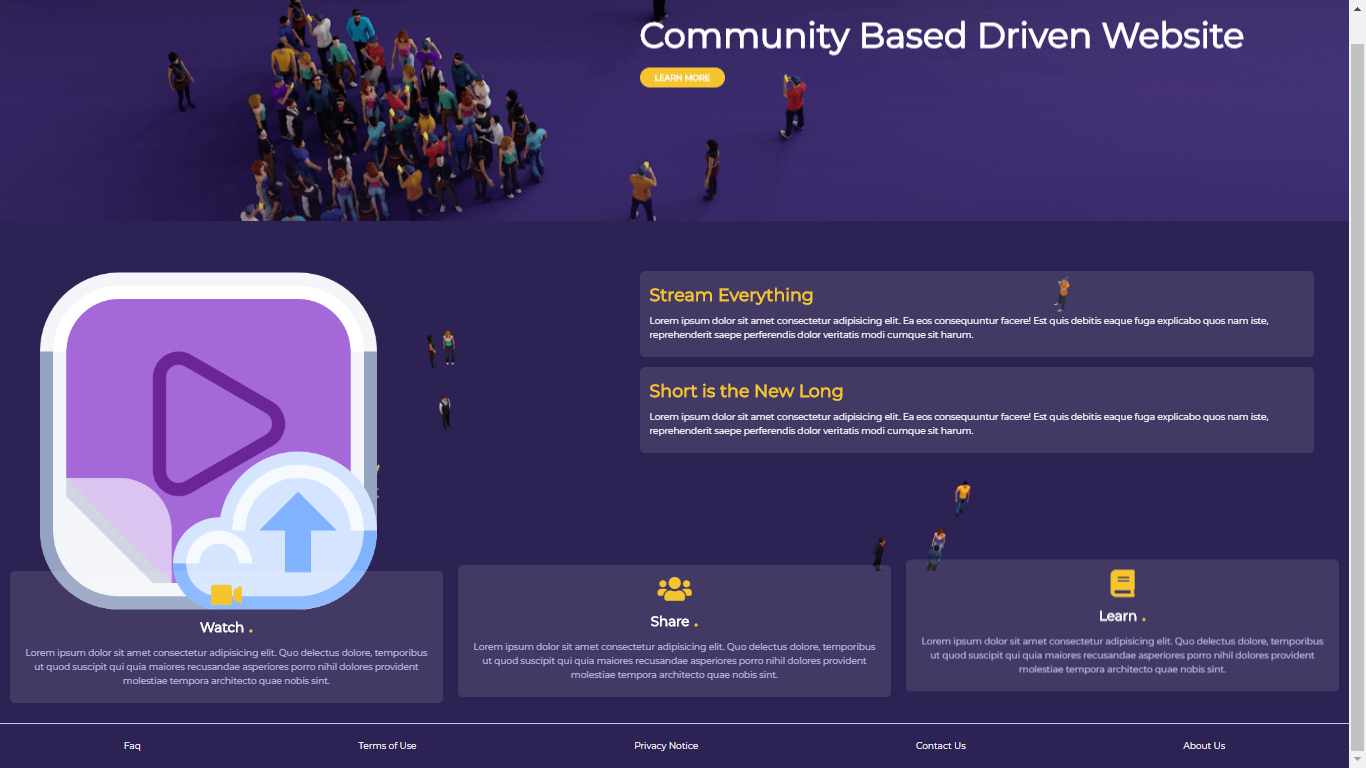 Community Based Driven Website
LEARN MORE
Stream Everything
Lorem ipsum dolor sit amet consectetur adipisicing elit. Ea eos consequuntur facere! Est quis debitis eaque fuga explicabo quos nam iste,
reprehenderit saepe perferendis dolor veritatis modi cumque sit harum.
Short is the New Long
Lorem ipsum dolor sit amet consectetur adipisicing elit. Ea eos consequuntur facere! Est quis debitis eaque fuga explicabo quos nam iste,
reprehenderit saepe perferendis dolor veritatis modi cumque sit harum.
Watch .
Lorem ipsum dolor sit amet consectetur adipisicing elit. Quo delectus dolore, temporibus
ut quod suscipit qui quia maiores recusandae asperiores porro nihil dolores provident
molestiae tempora architecto quae nobis sint.
Share .
Lorem ipsum dolor sit amet consectetur adipisicing elit. Quo delectus dolore, temporibus
ut quod suscipit qui quia maiores recusandae asperiores porro nihil dolores provident
molestiae tempora architecto quae nobis sint.
Learn .
Lorem ipsum dolor sit amet consectetur adipisicing elit. Quo delectus dolore, temporibus
ut quod suscipit qui quia maiores recusandae asperiores porro nihil dolores provident
molestiae tempora architecto quae nobis sint.
Faq
Terms of Use
Privacy Notice
Contact Us
About Us